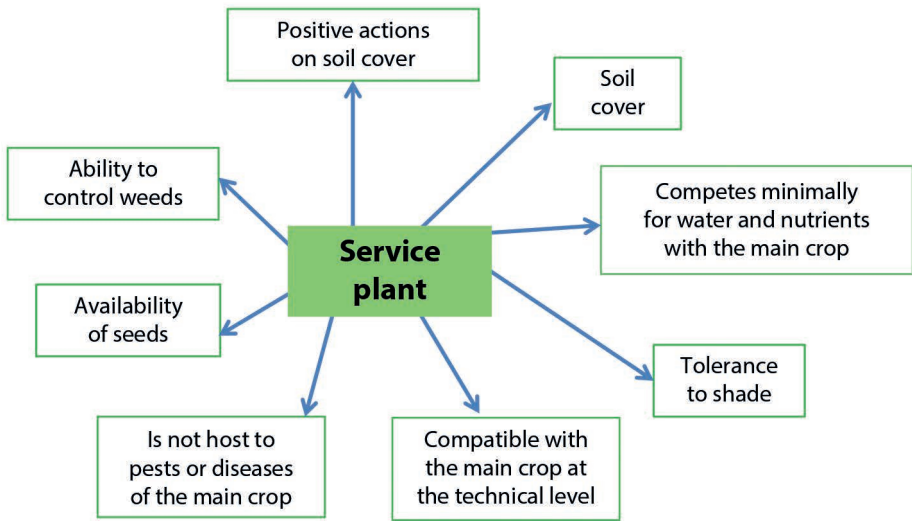 Positive actions
on soil cover
Soil
cover
Ability to
control weeds
Competes minimally
for water and nutrients
with the main crop
Service
plant
Availability
of seeds
Tolerance
to shade
Is not host to
pests or diseases
of the main crop
Compatible with
the main crop at
the technical level